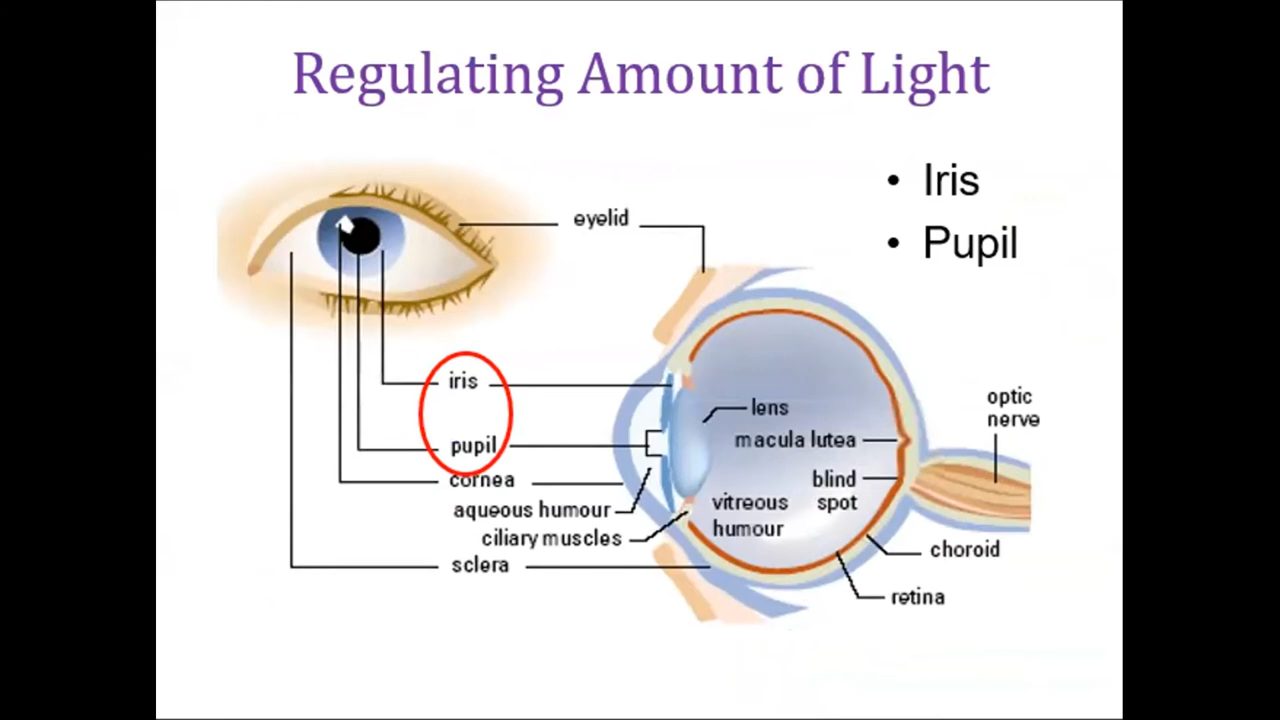 Regulating Amount of Light
• Iris
• Pupil
eyelid
iris
pupil
cornea
aqueous humour
ciliary muscles
sclera
lens
macula lutea
blind
spot
vitreous
humour
optic
nerve
choroid
retina